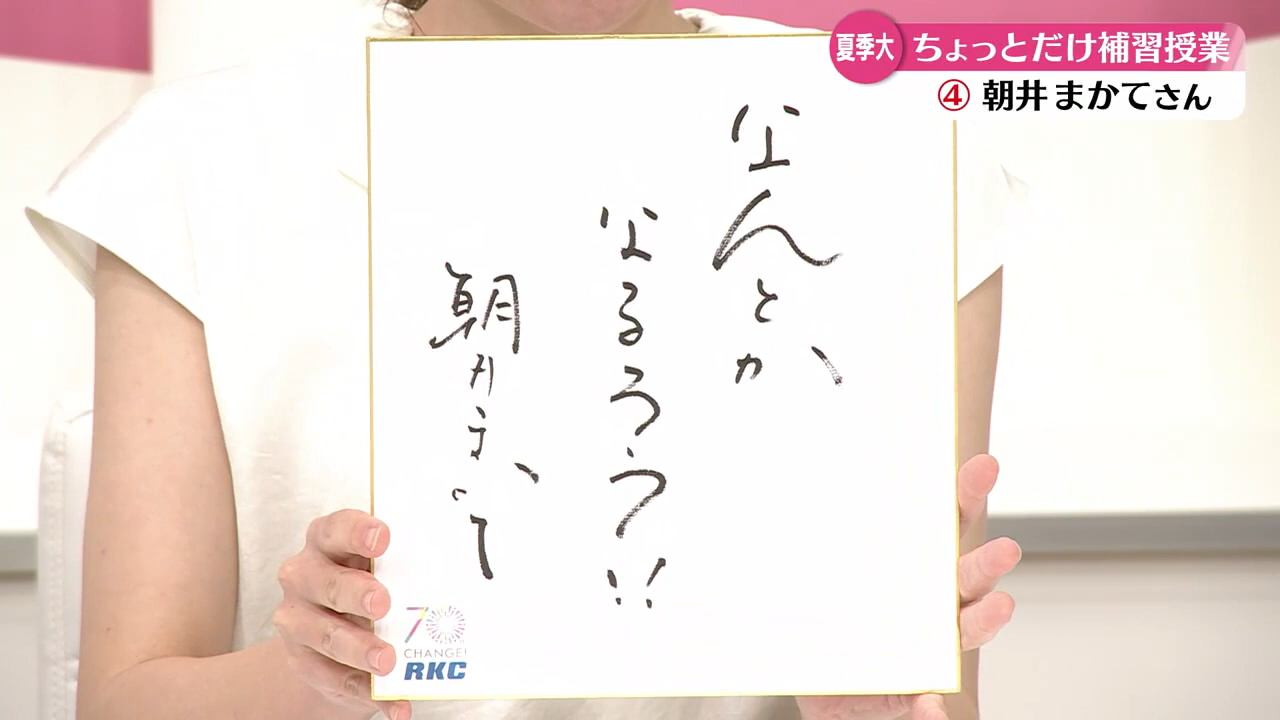 夏季大 ちょっとだけ補習授業
④ 朝井まかてさん
なんとか
なるろう!!
朝井まかて
70
CHANGE!
RKC